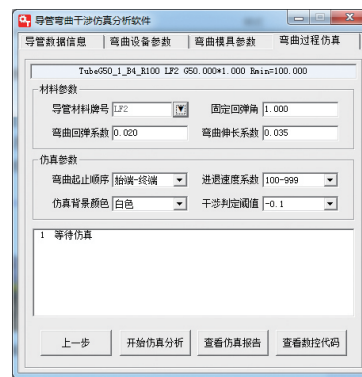 导管弯曲干涉仿真分析软件
导管数据信息 弯曲设备参数 弯曲模具参数 弯曲过程仿真
TubeG50_1_B4_R100 LF2 G50.000*1.000 Rmin=100.000
材料参数
导管材料牌号 LF2 固定回弹角 1.000
弯曲回弹系数 0.020 弯曲伸长系数 0.035
仿真参数
弯曲起止顺序 始端-终端 进退速度系数 100-999
仿真背景颜色 白色 干涉判定阈值 -0.1
1 等待仿真
上一步 开始仿真分析 查看仿真报告 查看数控代码